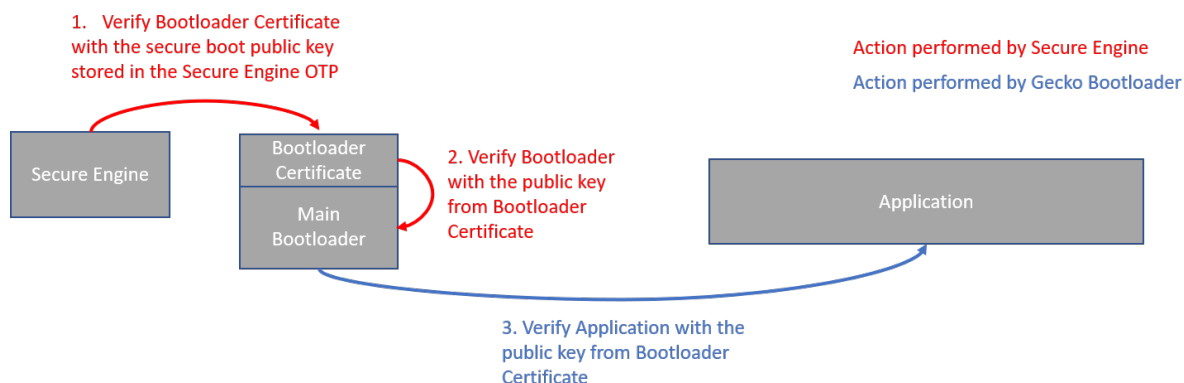 1. Verify Bootloader Certificate
with the secure boot public key
stored in the Secure Engine OTP
Action performed by Secure Engine
Action performed by Gecko Bootloader
Secure Engine
Bootloader
Certificate
Main
Bootloader
2. Verify Bootloader
with the public key
from Bootloader
Certificate
Application
3. Verify Application with the
public key from Bootloader
Certificate